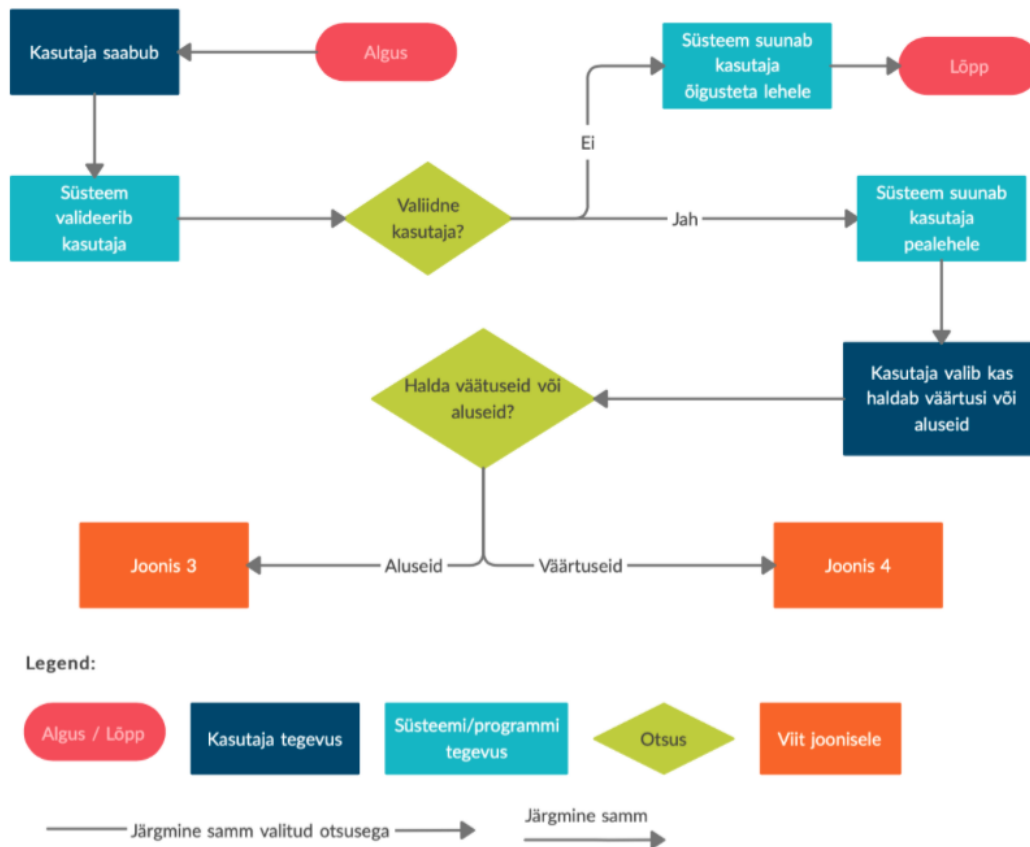 Kasutaja saabub
Algus
Süsteem suunab
kasutaja
õigusteta lehele
Lõpp
Ei
Süsteem
valideerib
kasutaja
Valiidne
kasutaja?
Jah
Süsteem suunab
kasutaja
pealehele
Halda väätuseid või
aluseid?
Kasutaja valib kas
haldab väärtusi või
aluseid
Joonis 3
Aluseid
Väärtuseid
Joonis 4
Legend:
Algus / Lõpp
Kasutaja tegevus
Süsteemi/programmi
tegevus
Otsus
Viit joonisele
Järgmine samm valitud otsusega
Järgmine samm